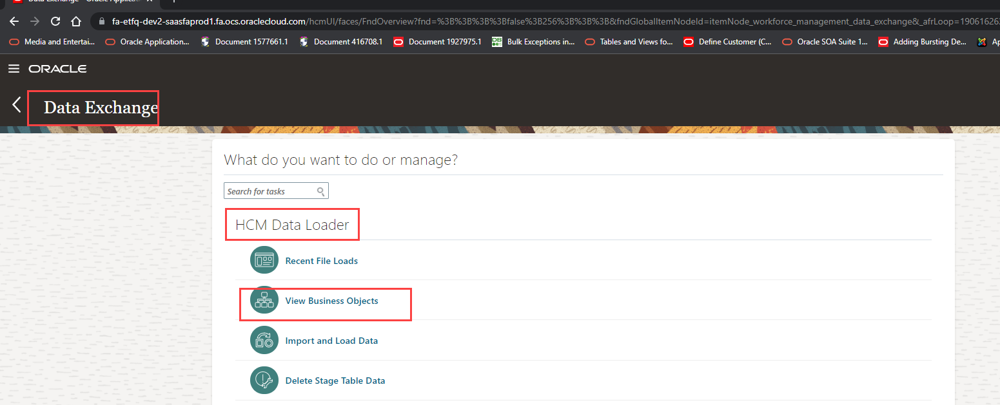 fa-etfq-dev2-saasfaprod1.fa.ocs.oraclecloud.com/hcmUI/faces/FndOverview?fnd=%3B%3B%3B%3Bfalse%3B256%3B%3B%3B&fndGlobalItemNodeId=itemNode_workforce_management_data_exchange&_afrLoop=19061626
Media and Entertai... Oracle Application... Document 1577661.1 Document 416708.1 Document 1927975.1 Bulk Exceptions in... Tables and Views fo... Define Customer (C... Oracle SOA Suite 1... Adding Bursting De...
ORACLE
Data Exchange
What do you want to do or manage?
Search for tasks
HCM Data Loader
Recent File Loads
View Business Objects
Import and Load Data
Delete Stage Table Data